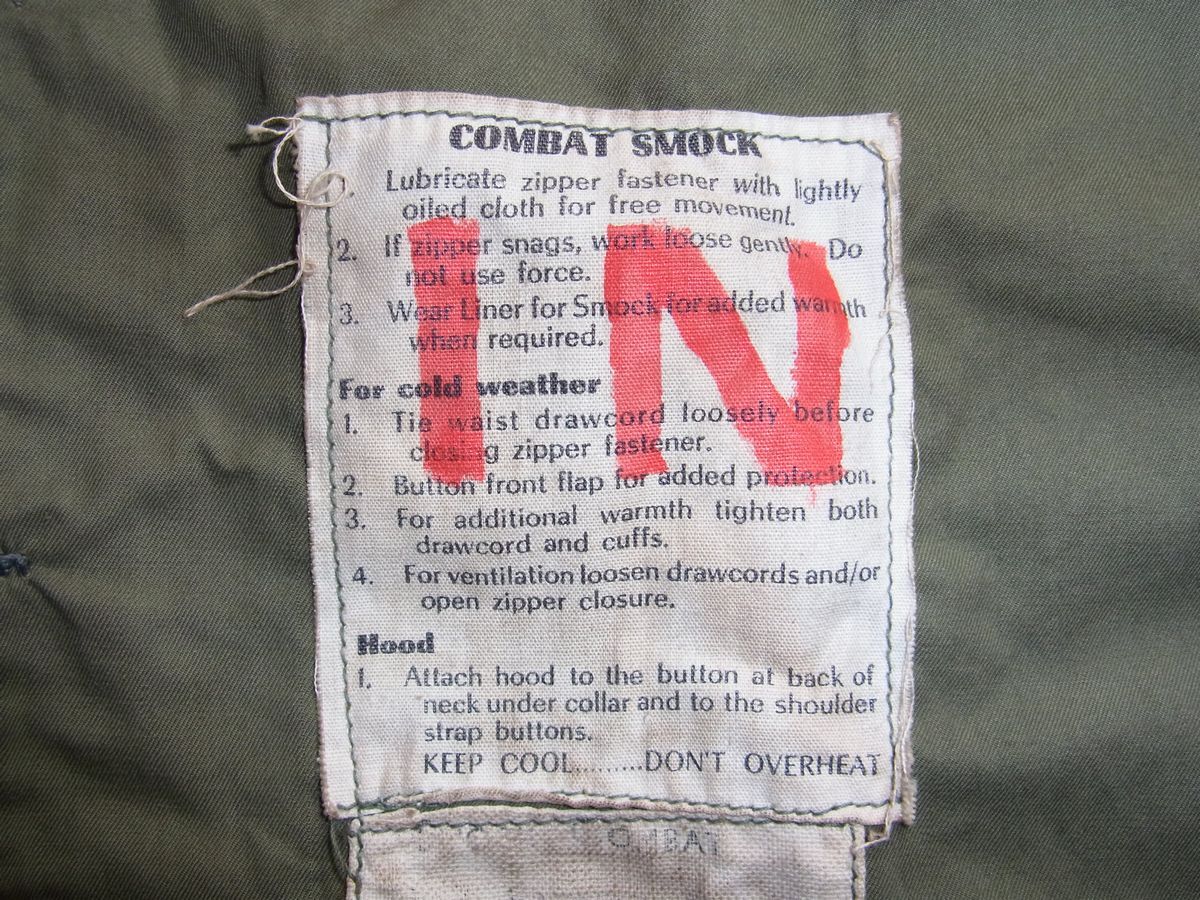 COMBAT SMOCK
. Lubricate zipper fastener with lightly
oiled cloth for free movement.
2. If zipper snags, work loose gently. Do
not use force.
3. Wear Liner for Smock for added warmth
when required.
IN
For cold weather
1. Tie waist drawcord loosely before
closing zipper fastener.
2. Button front flap for added protection.
3. For additional warmth tighten both
drawcord and cuffs.
4. For ventilation loosen drawcords and/or
open zipper closure.
Hood
1. Attach hood to the button at back of
neck under collar and to the shoulder
strap buttons.
KEEP COOL.........DON'T OVERHEAT